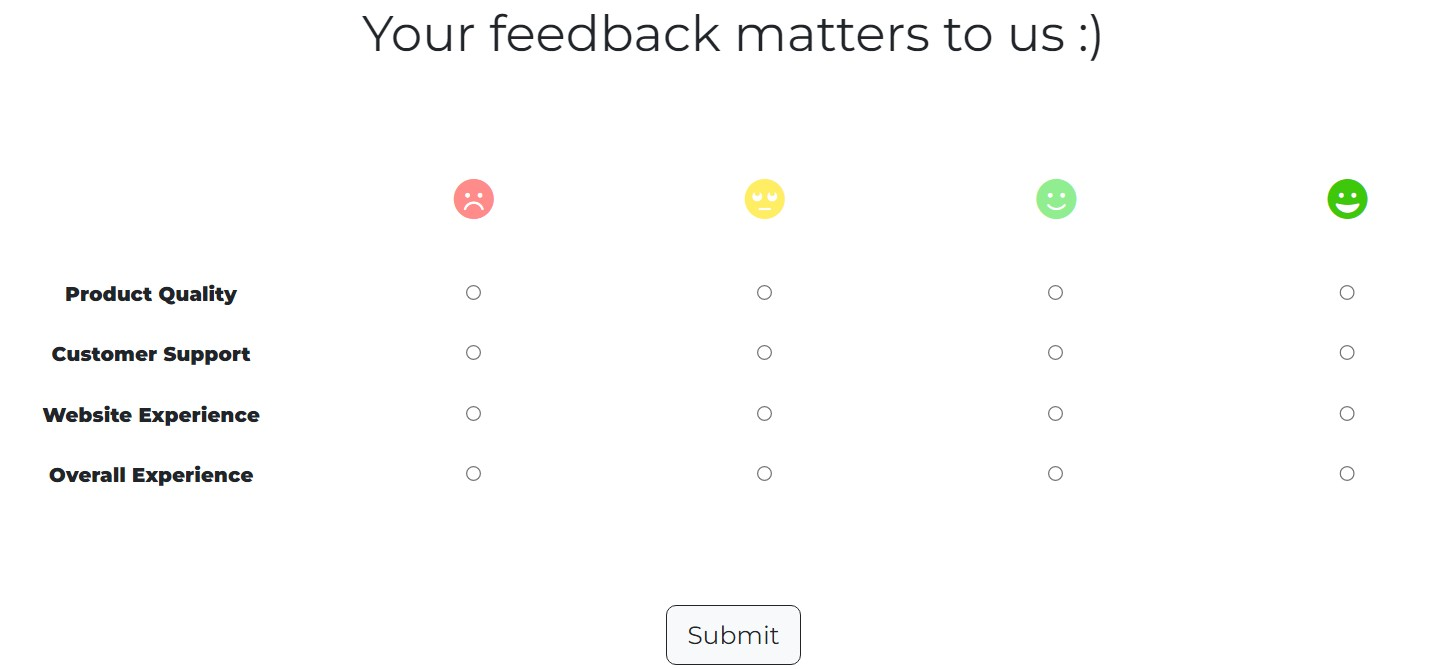 Your feedback matters to us :)
Product Quality
Customer Support
Website Experience
Overall Experience
Submit